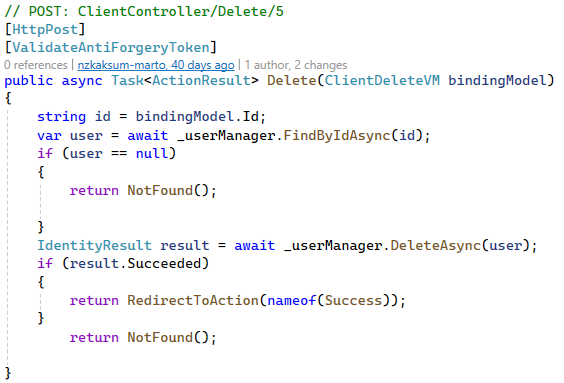 // POST: ClientController/Delete/5
[HttpPost]
[ValidateAntiForgeryToken]
0 references | nzkaksum-marto, 40 days ago | 1 author, 2 changes
public async Task<ActionResult> Delete(ClientDeleteVM bindingModel)
{
    string id = bindingModel.Id;
    var user = await _userManager.FindByIdAsync(id);
    if (user == null)
    {
        return NotFound();
    }
    IdentityResult result = await _userManager.DeleteAsync(user);
    if (result.Succeeded)
    {
        return RedirectToAction(nameof(Success));
    }
        return NotFound();
}